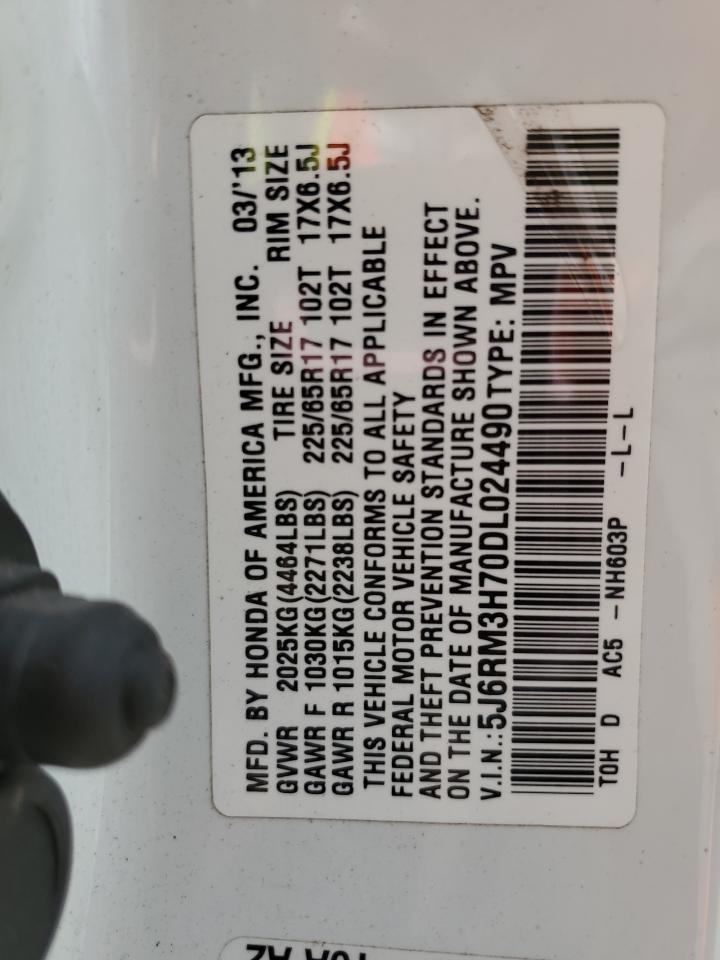 MFD. BY HONDA OF AMERICA MFG., INC. 03/'13
GVWR 2025KG(4464LBS) TIRE SIZE RIM SIZE
GAWR F 1030KG(2271LBS) 225/65R17 102T 17X6.5J
GAWR R 1015KG(2238LBS) 225/65R17 102T 17X6.5J
THIS VEHICLE CONFORMS TO ALL APPLICABLE
FEDERAL MOTOR VEHICLE SAFETY
AND THEFT PREVENTION STANDARDS IN EFFECT
ON THE DATE OF MANUFACTURE SHOWN ABOVE.
V.I.N.:5J6RM3H70DL024490 TYPE: MPV
TOH D AC5 -NH603P -L-L